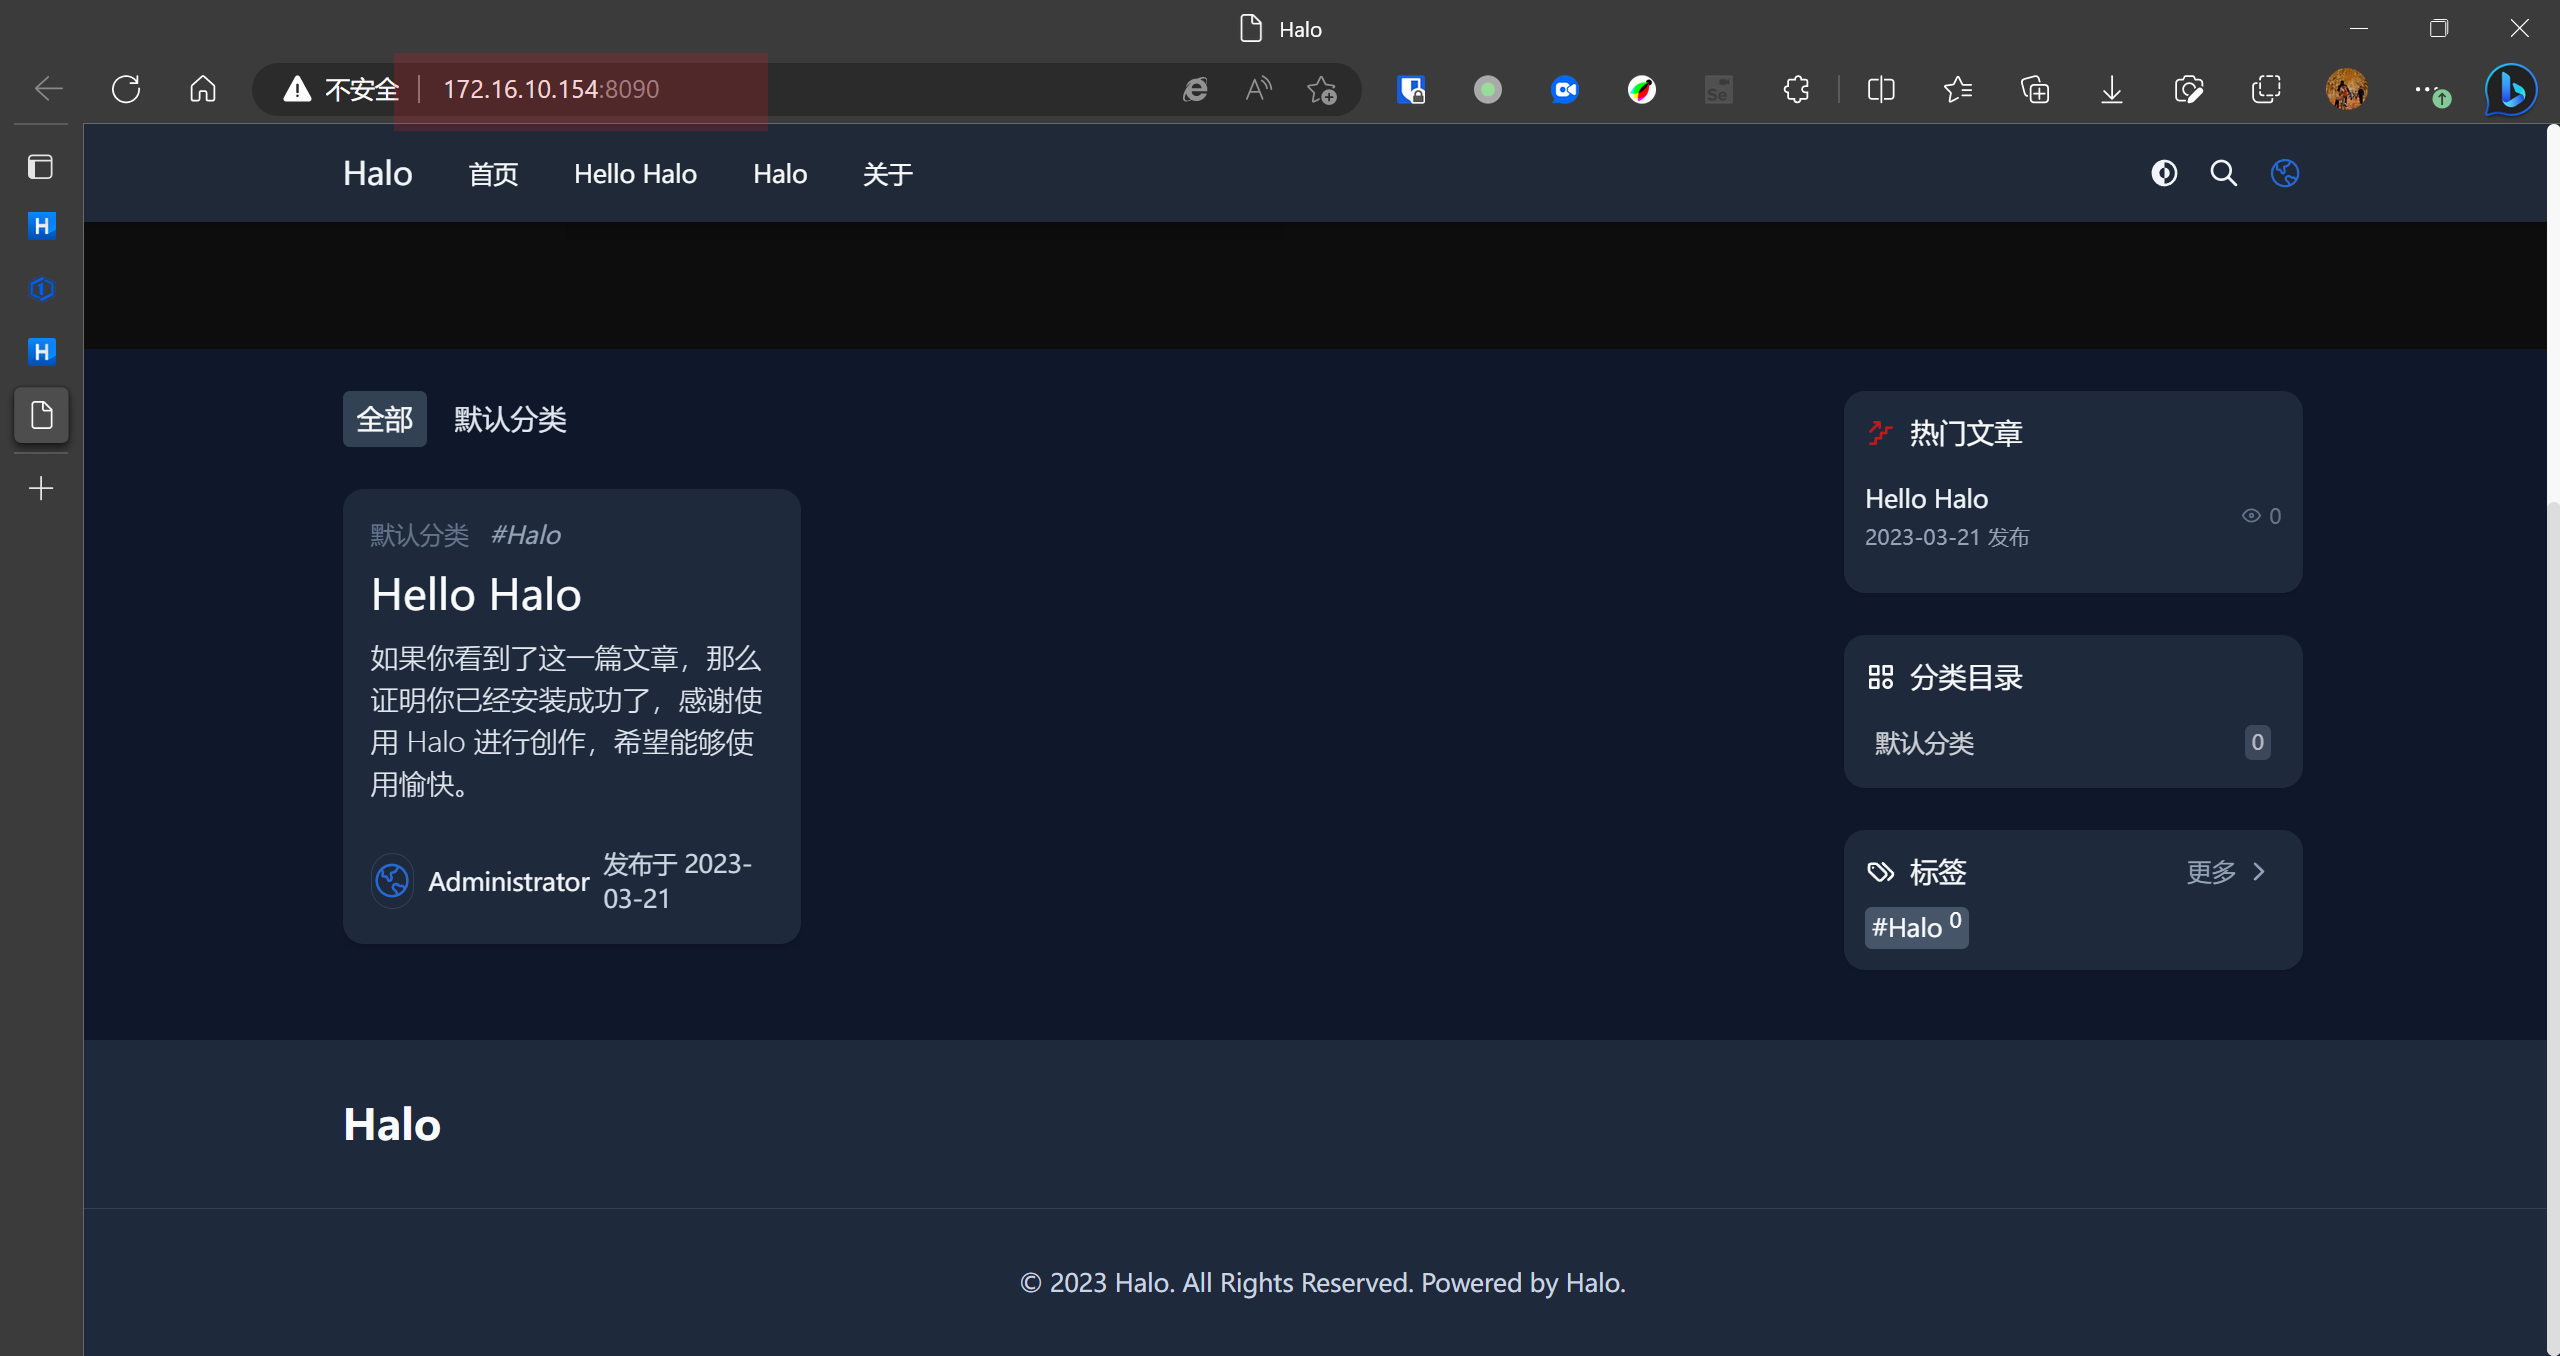 Halo
不安全
172.16.10.154:8090
Halo 首页 Hello Halo Halo 关于
全部 默认分类
默认分类 #Halo
Hello Halo
如果你看到了这一篇文章，那么
证明你已经安装成功了，感谢使
用 Halo 进行创作，希望能够使
用愉快。
Administrator
发布于 2023-
03-21
热门文章
Hello Halo
2023-03-21 发布
0
分类目录
默认分类 0
标签 更多
#Halo 0
Halo
© 2023 Halo. All Rights Reserved. Powered by Halo.